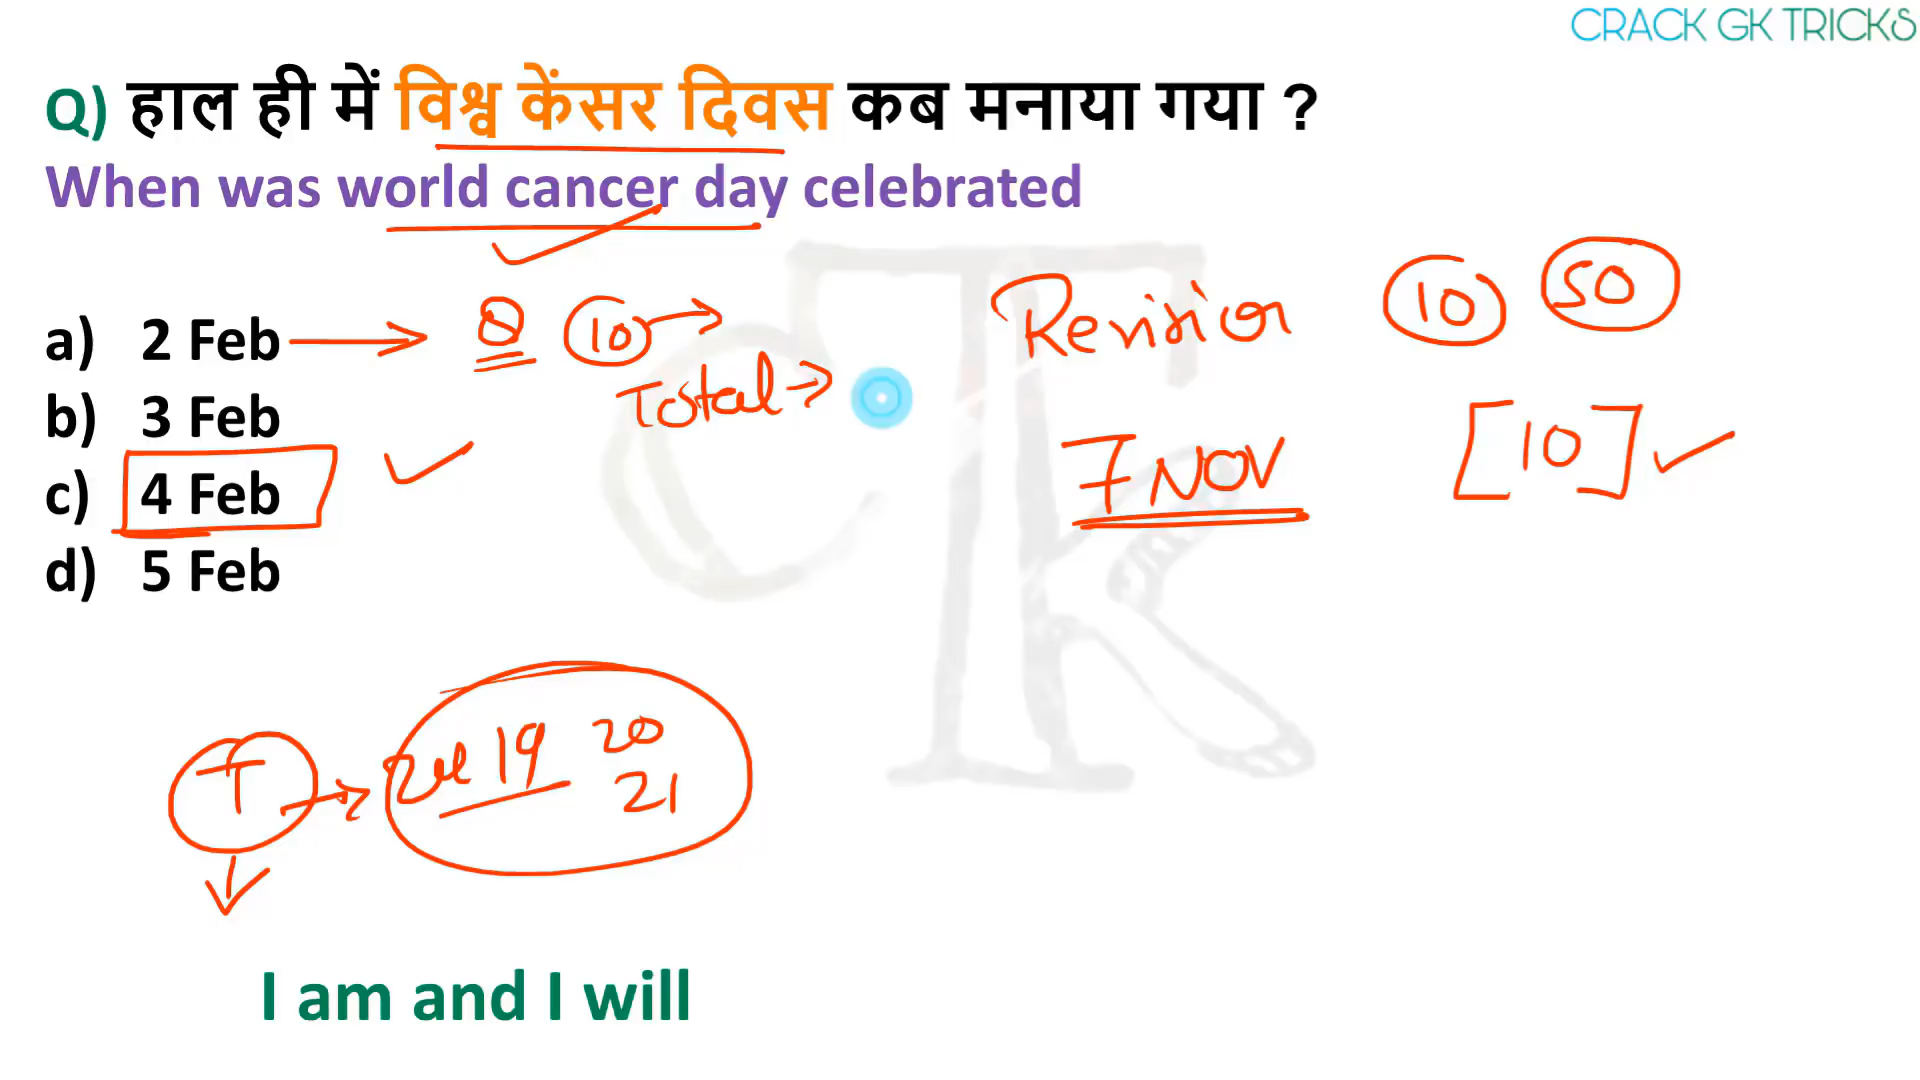 CRACK GK TRICKS
Q) हाल ही में विश्व केंसर दिवस कब मनाया गया ?
When was world cancer day celebrated
a) 2 Feb 8 10
Total
b) 3 Feb
c) 4 Feb
d) 5 Feb
Revision 10 50
7 NOV [10]
T 19 20
21
I am and I will